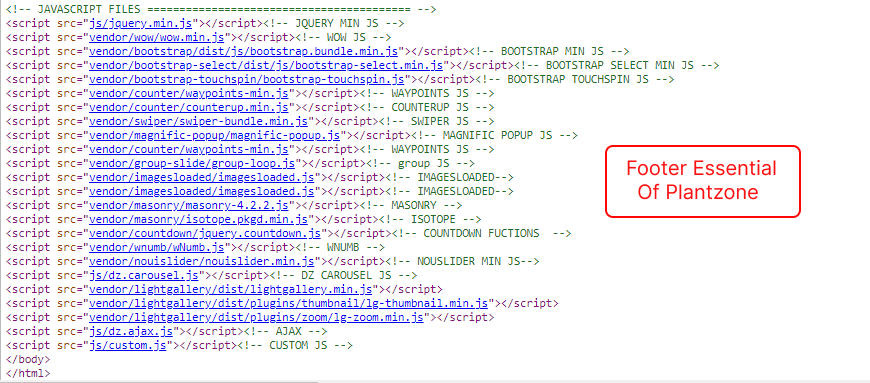 <!-- JAVASCRIPT FILES ========================================= -->
<script src="js/jquery.min.js"></script><!-- JQUERY MIN JS -->
<script src="vendor/wow/wow.min.js"></script><!-- WOW JS -->
<script src="vendor/bootstrap/dist/js/bootstrap.bundle.min.js"></script><!-- BOOTSTRAP MIN JS -->
<script src="vendor/bootstrap-select/dist/js/bootstrap-select.min.js"></script><!-- BOOTSTRAP SELECT MIN JS -->
<script src="vendor/bootstrap-touchspin/bootstrap-touchspin.js"></script><!-- BOOTSTRAP TOUCHSPIN JS -->
<script src="vendor/counter/waypoints-min.js"></script><!-- WAYPOINTS JS -->
<script src="vendor/counter/counterup.min.js"></script><!-- COUNTERUP JS -->
<script src="vendor/swiper/swiper-bundle.min.js"></script><!-- SWIPER JS -->
<script src="vendor/magnific-popup/magnific-popup.js"></script><!-- MAGNIFIC POPUP JS -->
<script src="vendor/counter/waypoints-min.js"></script><!-- WAYPOINTS JS -->
<script src="vendor/group-slide/group-loop.js"></script><!-- group JS -->
<script src="vendor/imagesloaded/imagesloaded.js"></script><!-- IMAGESLOADED-->
<script src="vendor/imagesloaded/imagesloaded.js"></script><!-- IMAGESLOADED-->
<script src="vendor/masonry/masonry-4.2.2.js"></script><!-- MASONRY -->
<script src="vendor/masonry/isotope.pkgd.min.js"></script><!-- ISOTOPE -->
<script src="vendor/countdown/jquery.countdown.js"></script><!-- COUNTDOWN FUCTIONS  -->
<script src="vendor/wnumb/wNumb.js"></script><!-- WNUMB -->
<script src="vendor/nouislider/nouislider.min.js"></script><!-- NOUSLIDER MIN JS-->
<script src="js/dz.carousel.js"></script><!-- DZ CAROUSEL JS -->
<script src="vendor/lightgallery/dist/lightgallery.min.js"></script>
<script src="vendor/lightgallery/dist/plugins/thumbnail/lg-thumbnail.min.js"></script>
<script src="vendor/lightgallery/dist/plugins/zoom/lg-zoom.min.js"></script>
<script src="js/dz.ajax.js"></script><!-- AJAX -->
<script src="js/custom.js"></script><!-- CUSTOM JS -->
</body>
</html>
Footer Essential
Of Plantzone